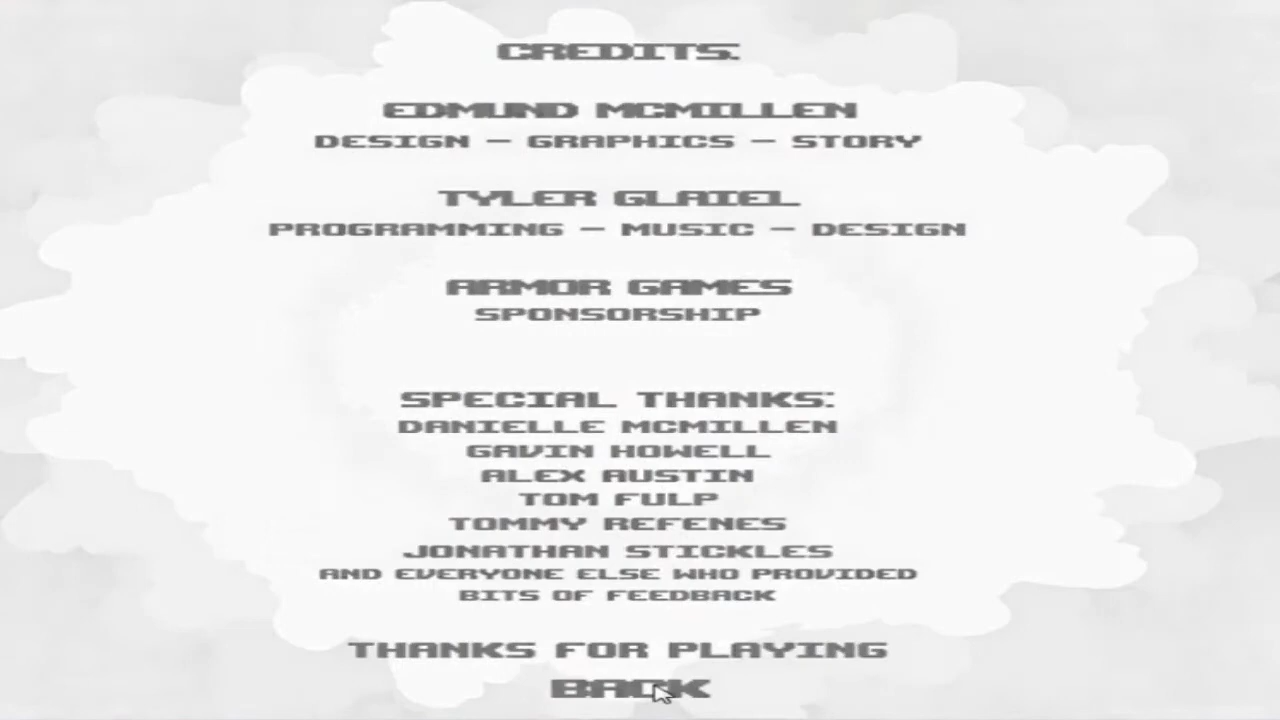 CREDITS:
EDMUND MCMILLEN
DESIGN - GRAPHICS - STORY
TYLER GLAIEL
PROGRAMMING - MUSIC - DESIGN
ARMOR GAMES
SPONSORSHIP
SPECIAL THANKS:
DANIELLE MCMILLEN
GAVIN HOWELL
ALEX AUSTIN
TOM FULP
TOMMY REFENES
JONATHAN STICKLES
AND EVERYONE ELSE WHO PROVIDED
BITS OF FEEDBACK
THANKS FOR PLAYING
BACK